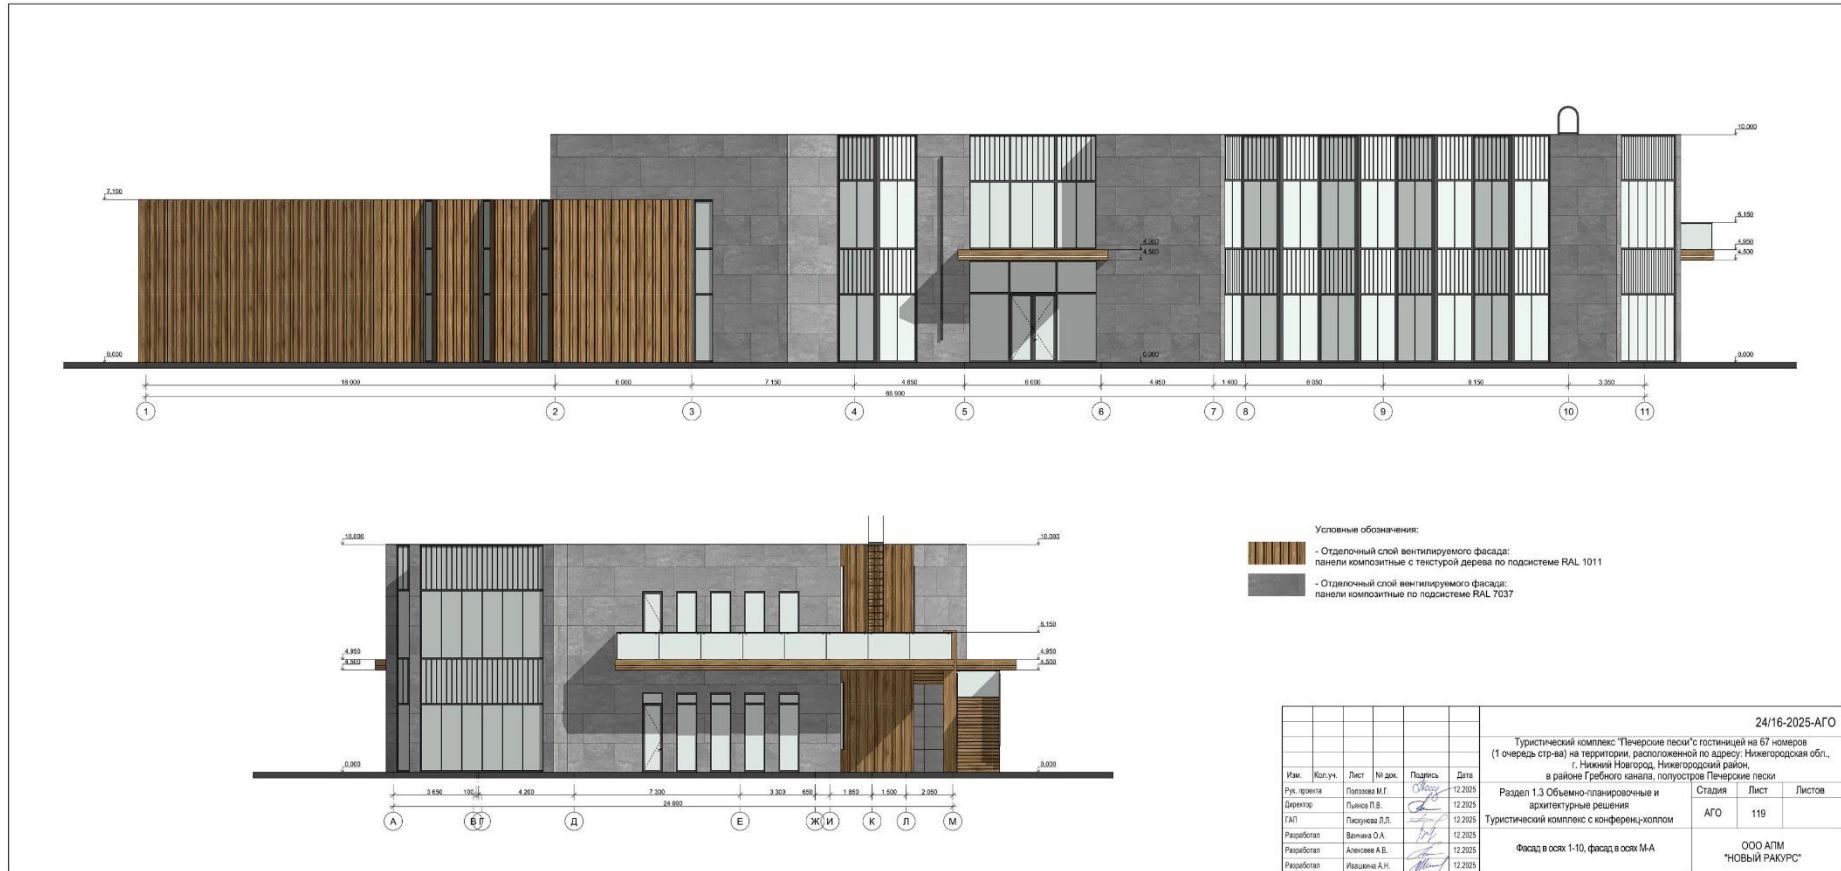 10,000
7,150
6,150
4,950
4,950
4,500
4,500
0,000
0,000
0,000
18 000
6 000
7 150
4 850
6 600
4 950
1 400
6 050
8 150
3 350
65 900
1
2
3
4
5
6
7
8
9
10
11
Условные обозначения:
- Отделочный слой вентилируемого фасада:
панели композитные с текстурой дерева по подсистеме RAL 1011
- Отделочный слой вентилируемого фасада:
панели композитные по подсистеме RAL 7037
10,000
10,000
6,150
4,950
4,950
4,500
4,500
0,000
0,000
3 650
100
4 200
7 300
3 300
650
1 850
1 500
2 050
24 600
А
В
Г
Д
Е
Ж
И
К
Л
М
24/16-2025-АГО
Туристический комплекс "Печерские пески"с гостиницей на 67 номеров
(1 очередь стр-ва) на территории, расположенной по адресу: Нижегородская обл.,
г. Нижний Новгород, Нижегородский район,
в районе Гребного канала, полуостров Печерские пески
Изм. Кол.уч. Лист № док. Подпись Дата
Рук. проекта Полозова М.Г. 12.2025
Директор Пьянов П.В. 12.2025
ГАП Пискунова Л.Л. 12.2025
Разработал Ванчина О.А. 12.2025
Разработал Алексеев А.В. 12.2025
Разработал Ивашкина А.Н. 12.2025
Раздел 1.3 Объемно-планировочные и
архитектурные решения
Туристический комплекс с конференц-холлом
Стадия Лист Листов
АГО 119
Фасад в осях 1-10, фасад в осях М-А
ООО АПМ
"НОВЫЙ РАКУРС"